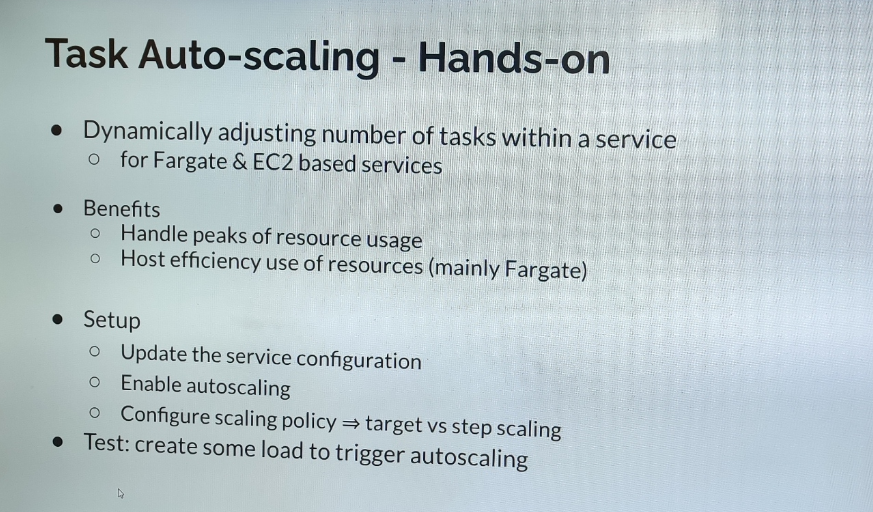 Task Auto-scaling - Hands-on
● Dynamically adjusting number of tasks within a service
○ for Fargate & EC2 based services
● Benefits
○ Handle peaks of resource usage
○ Host efficiency use of resources (mainly Fargate)
● Setup
○ Update the service configuration
○ Enable autoscaling
○ Configure scaling policy ⇒ target vs step scaling
● Test: create some load to trigger autoscaling